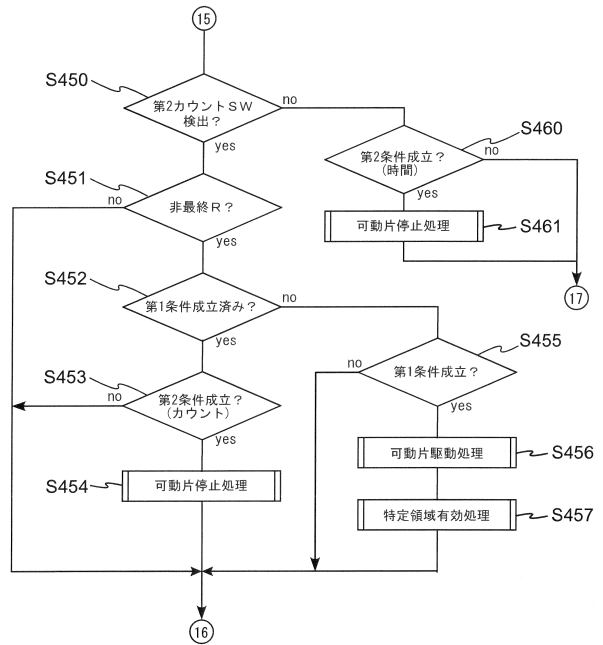 15
S450
第2カウントSW
検出？
no
yes
S460
第2条件成立？
(時間)
no
yes
S451
非最終R？
no
yes
可動片停止処理
S461
17
S452
第1条件成立済み？
no
yes
S455
第1条件成立？
no
yes
S453
第2条件成立？
(カウント)
no
yes
可動片駆動処理
S456
S454
可動片停止処理
特定領域有効処理
S457
16